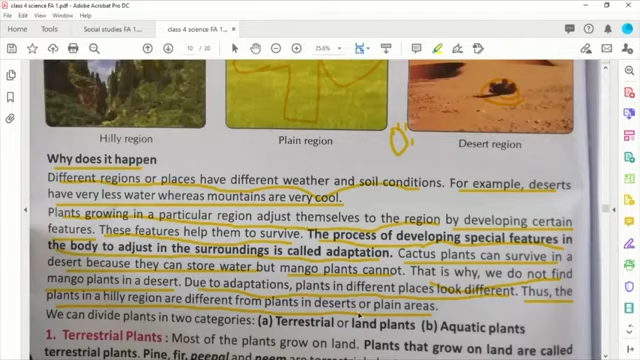 class 4 science FA 1.pdf - Adobe Acrobat Pro DC
File Edit View Window Help
Home Tools Social studies FA 1.... class 4 science FA 1... ×
10 / 20 25.6%
Hilly region Plain region Desert region
Why does it happen
Different regions or places have different weather and soil conditions. For example, deserts
have very less water whereas mountains are very cool.
Plants growing in a particular region adjust themselves to the region by developing certain
features. These features help them to survive. The process of developing special features in
the body to adjust in the surroundings is called adaptation. Cactus plants can survive in a
desert because they can store water but mango plants cannot. That is why, we do not find
mango plants in a desert. Due to adaptations, plants in different places look different. Thus, the
plants in a hilly region are different from plants in deserts or plain areas.
We can divide plants in two categories: (a) Terrestrial or land plants (b) Aquatic plants
1. Terrestrial Plants: Most of the plants grow on land. Plants that grow on land are called
terrestrial plants. Pine, fir, peepal and neem are